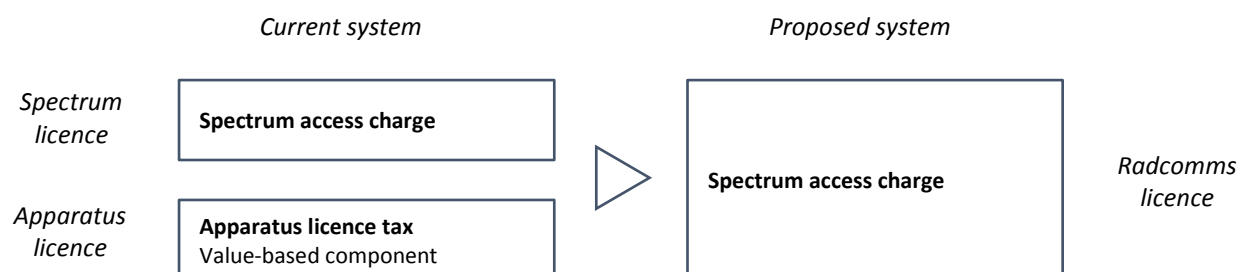 Current system
Proposed system
Spectrum
licence
Spectrum access charge
Apparatus
licence
Apparatus licence tax
Value-based component
Spectrum access charge
Radcomms
licence